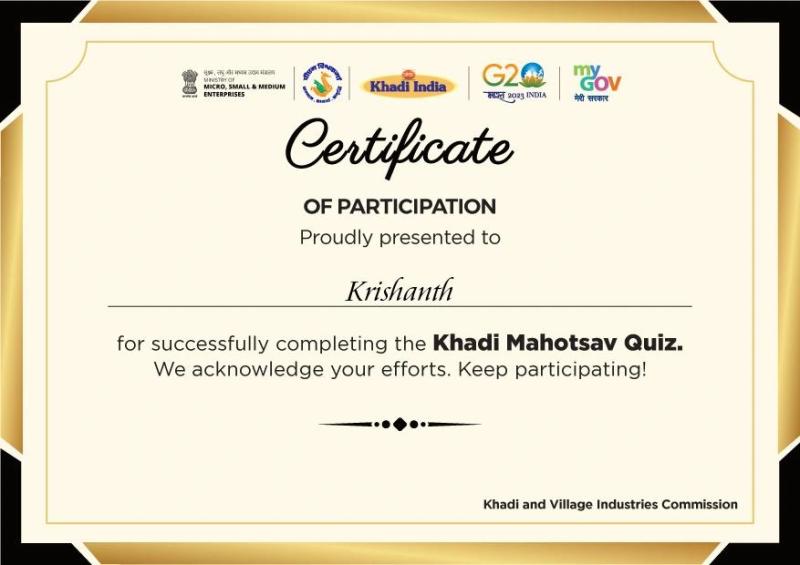 सूक्ष्म, लघु और मध्यम उद्यम मंत्रालय
MINISTRY OF
MICRO, SMALL & MEDIUM
ENTERPRISES
Khadi India
G20
भारत 2023 INDIA
my
GOV
मेरी सरकार
Certificate
OF PARTICIPATION
Proudly presented to
Krishanth
for successfully completing the Khadi Mahotsav Quiz.
We acknowledge your efforts. Keep participating!
Khadi and Village Industries Commission